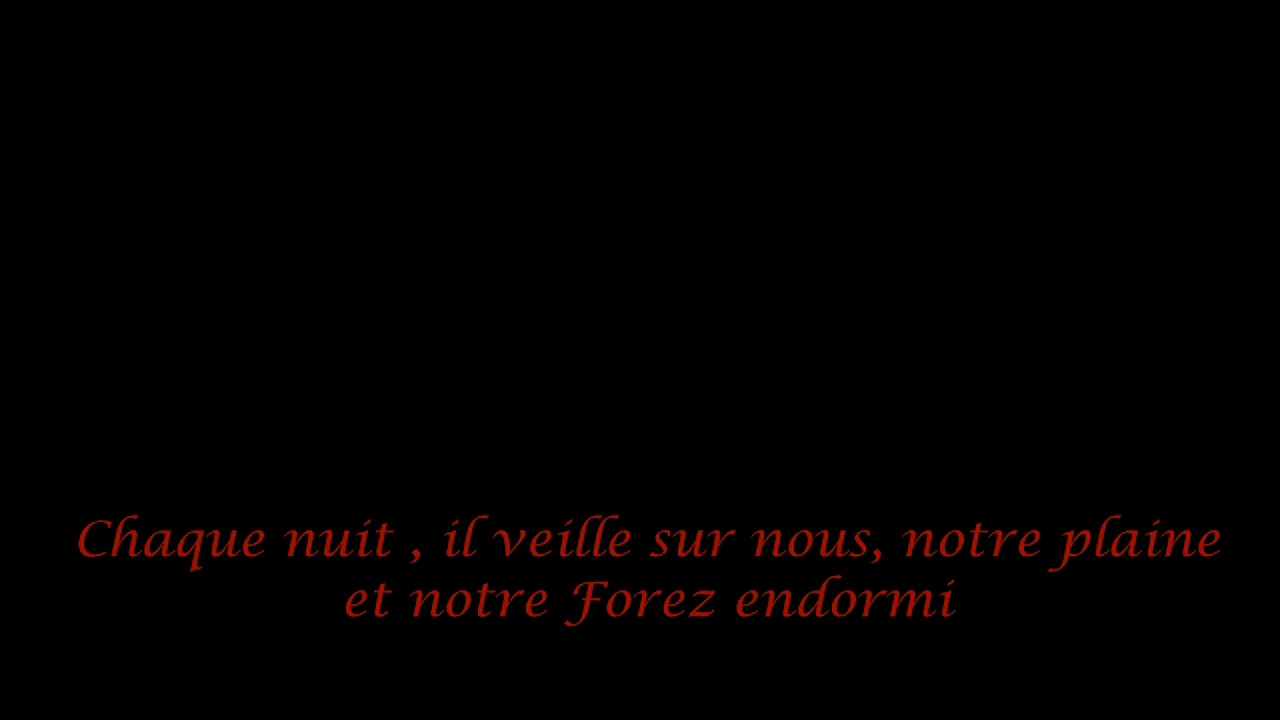 Chaque nuit , il veille sur nous, notre plaine
et notre Forez endormi